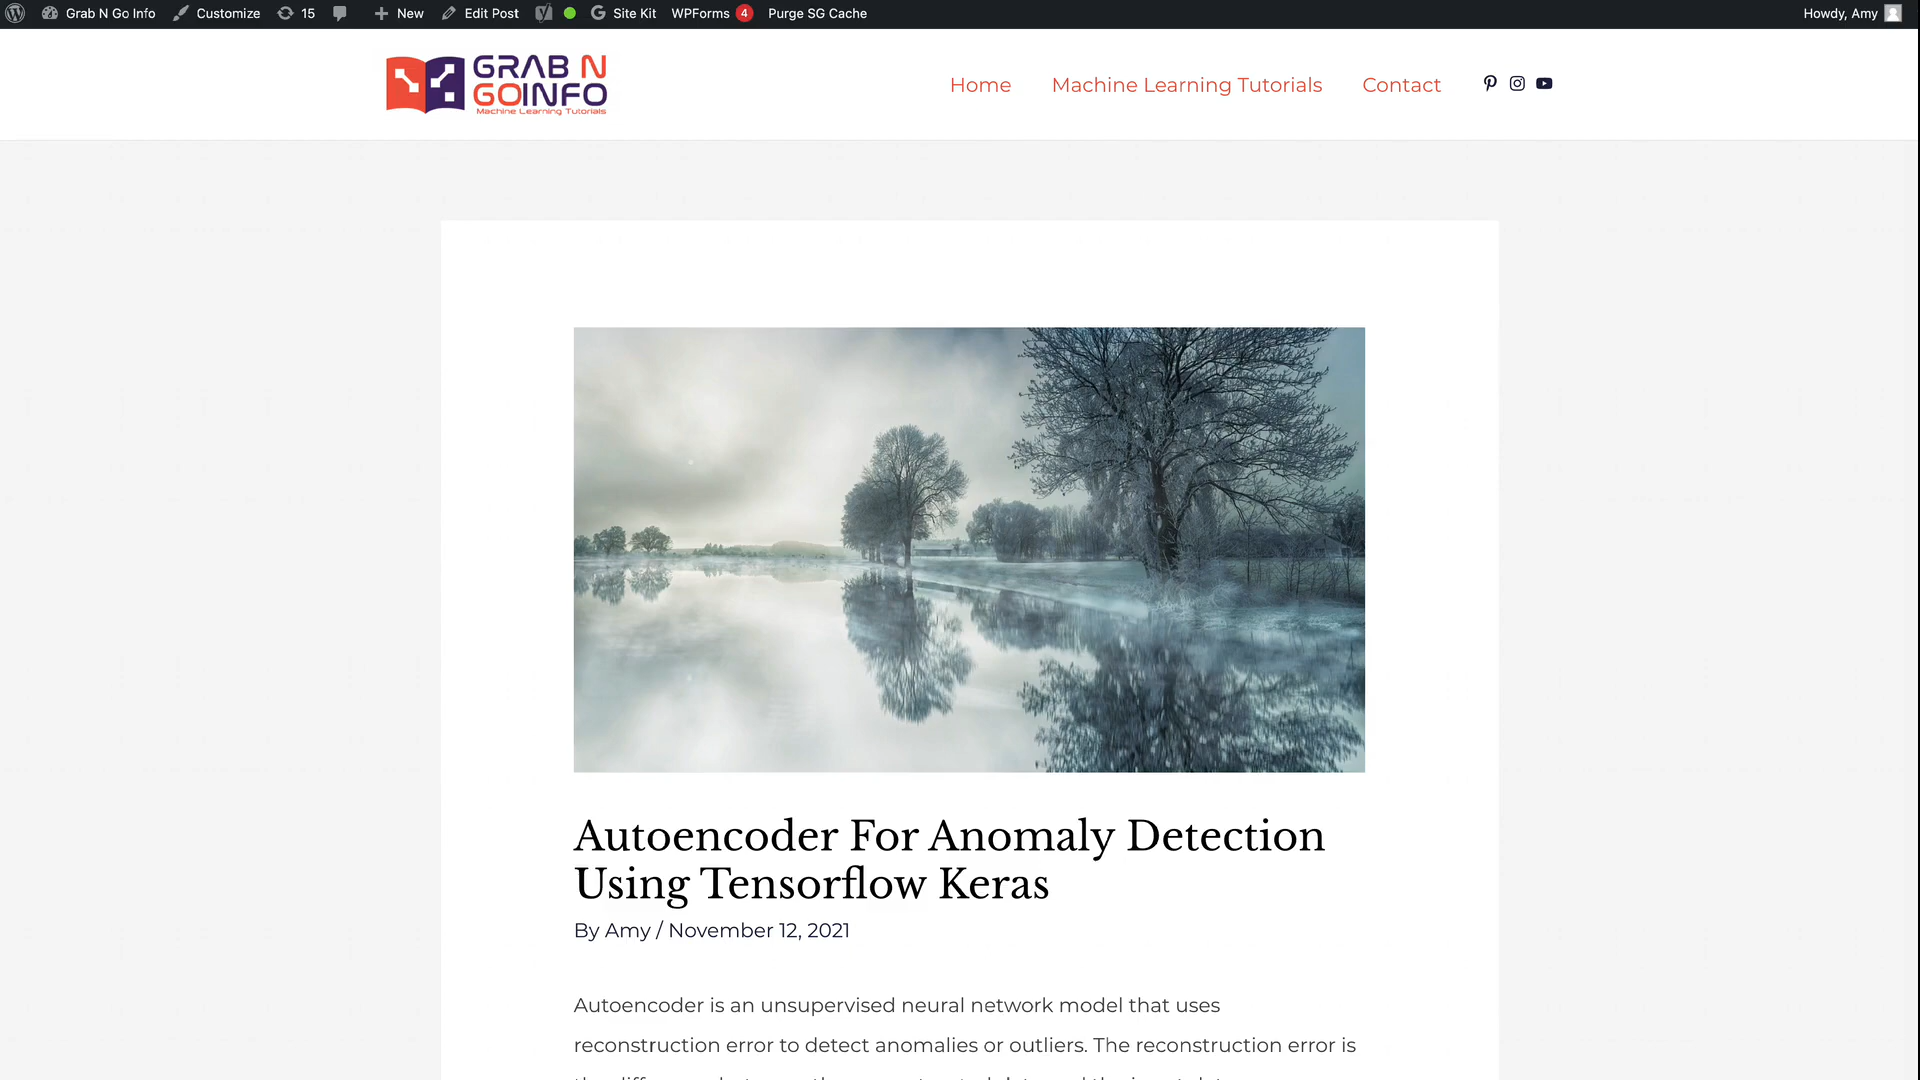 Grab N Go Info Customize 15 New Edit Post Site Kit WPForms 4 Purge SG Cache Howdy, Amy
GRAB N
GOINFO
Machine Learning Tutorials
Home Machine Learning Tutorials Contact
Autoencoder For Anomaly Detection
Using Tensorflow Keras
By Amy / November 12, 2021
Autoencoder is an unsupervised neural network model that uses
reconstruction error to detect anomalies or outliers. The reconstruction error is